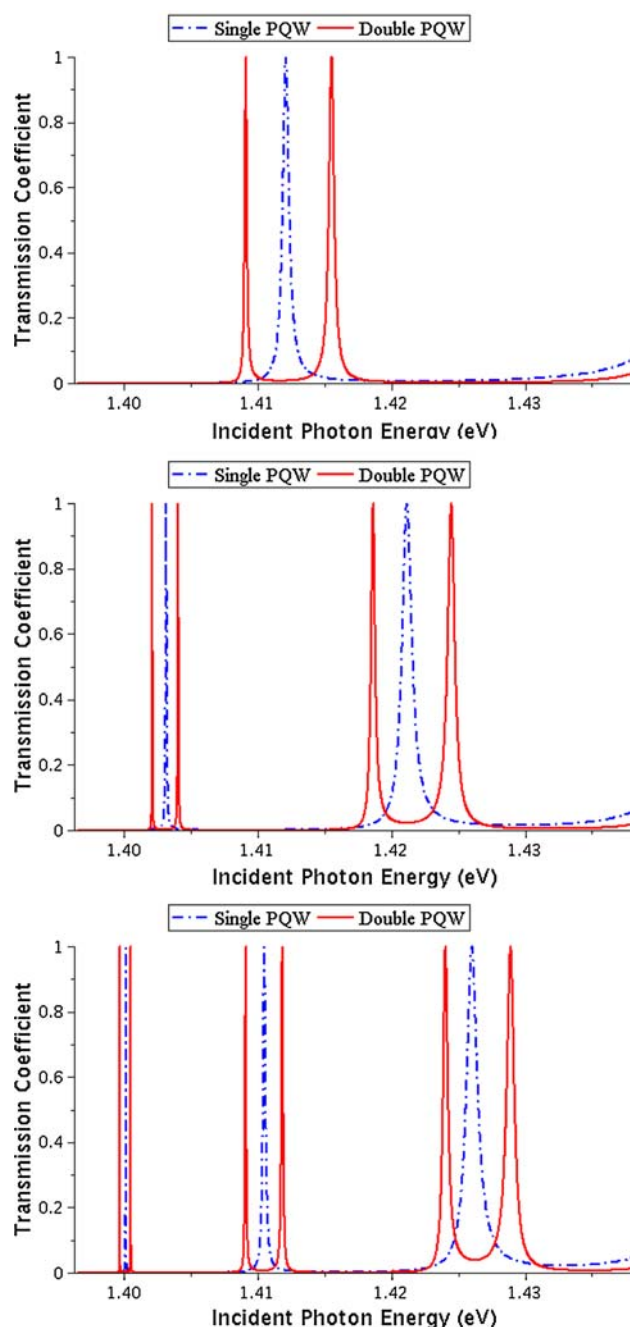 Single PQW Double PQW
1
0.8
0.6
0.4
0.2
0
Transmission Coefficient
1.40 1.41 1.42 1.43
Incident Photon Energy (eV)
Single PQW Double PQW
1
0.8
0.6
0.4
0.2
0
Transmission Coefficient
1.40 1.41 1.42 1.43
Incident Photon Energy (eV)
Single PQW Double PQW
1
0.8
0.6
0.4
0.2
0
Transmission Coefficient
1.40 1.41 1.42 1.43
Incident Photon Energy (eV)